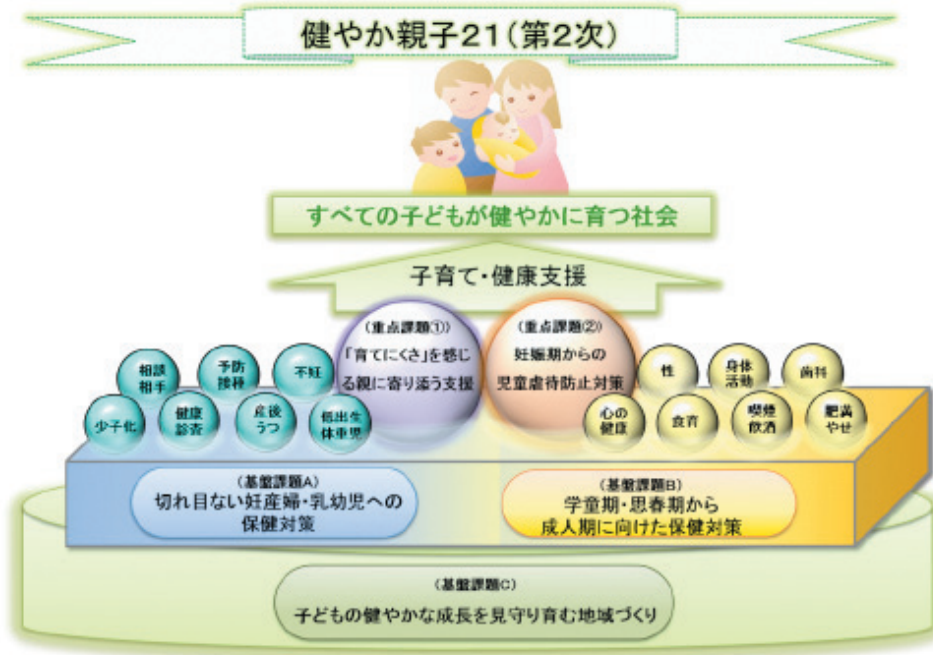 健やか親子21(第2次)
すべての子どもが健やかに育つ社会
子育て・健康支援
(重点課題①)
「育てにくさ」を感じ
る親に寄り添う支援
(重点課題②)
妊娠期からの
児童虐待防止対策
相談
相手
予防
接種
不妊
少子化
健康
診査
産後
うつ
低出生
体重児
性
身体
活動
歯科
心の
健康
食育
喫煙
飲酒
肥満
やせ
(基盤課題A)
切れ目ない妊産婦・乳幼児への
保健対策
(基盤課題B)
学童期・思春期から
成人期に向けた保健対策
(基盤課題C)
子どもの健やかな成長を見守り育む地域づくり